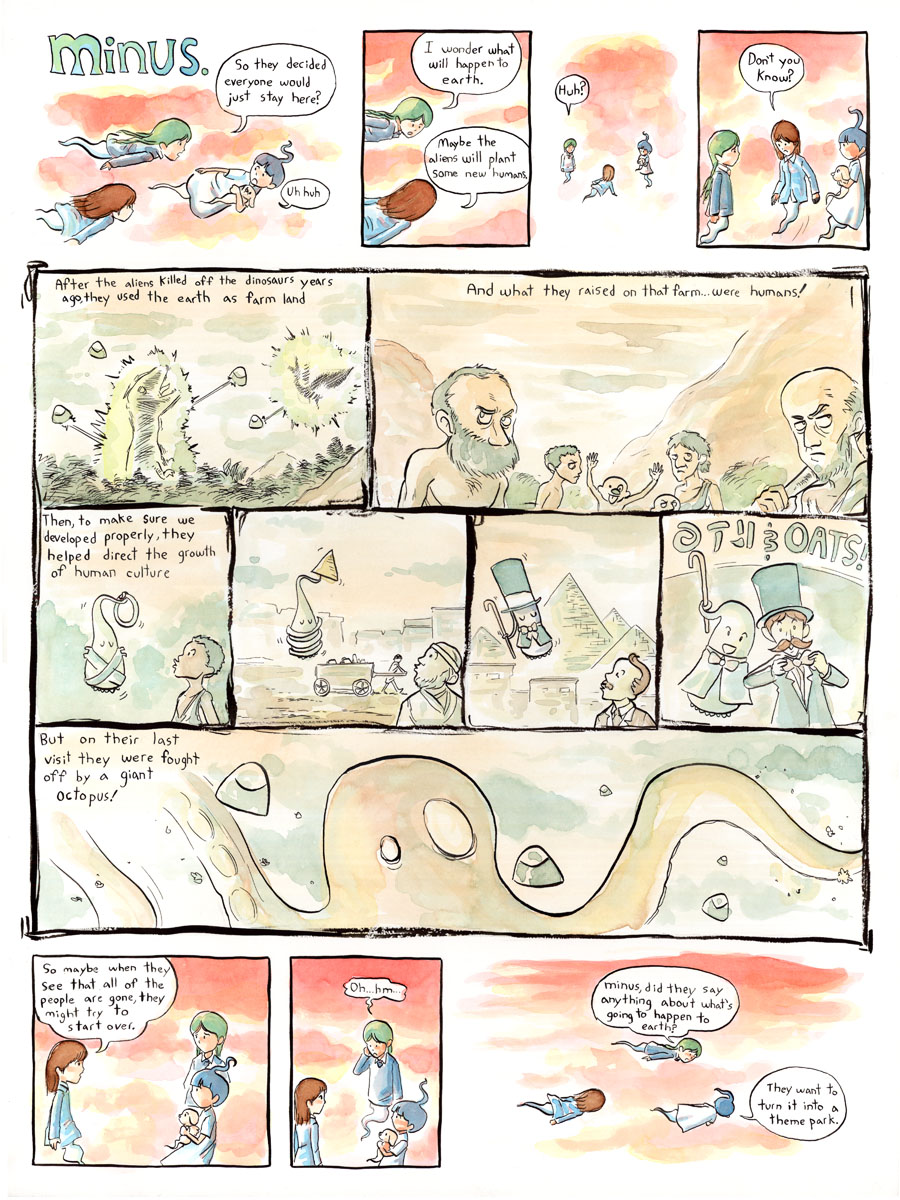 minus.
So they decided
everyone would
just stay here?
Uh huh
I wonder what
will happen to
earth.
Maybe the
aliens will plant
some new humans.
Huh?
Don't you
know?
After the aliens killed off the dinosaurs years
ago, they used the earth as farm land
And what they raised on that farm... were humans!
Then, to make sure we
developed properly, they
helped direct the growth
of human culture
& OATS!
But on their last
visit they were fought
off by a giant
octopus!
So maybe when they
see that all of the
people are gone, they
might try to
start over.
Oh...hm...
minus, did they say
anything about what's
going to happen to
earth?
They want to
turn it into a
theme park.